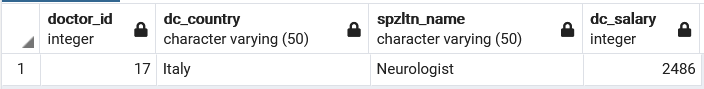 doctor_id dc_country spzltn_name dc_salary
integer character varying (50) character varying (50) integer
1 17 Italy Neurologist 2486